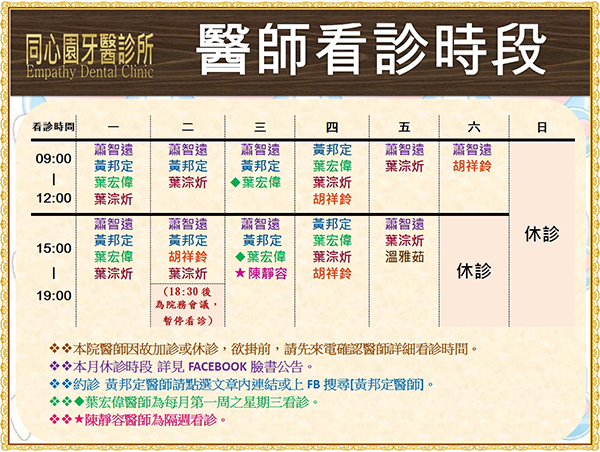 同心園牙醫診所
Empathy Dental Clinic
醫師看診時段
看診時間 一 二 三 四 五 六 日
09:00
|
12:00
蕭智遠
黃邦定
葉宏偉
葉淙炘
蕭智遠
黃邦定
葉淙炘
蕭智遠
黃邦定
◆葉宏偉
黃邦定
葉宏偉
葉淙炘
胡祥鈴
蕭智遠
葉淙炘
蕭智遠
胡祥鈴
休診
15:00
|
19:00
蕭智遠
黃邦定
葉宏偉
葉淙炘
蕭智遠
黃邦定
胡祥鈴
葉淙炘
(18:30後
為院務會議,
暫停看診)
蕭智遠
黃邦定
◆葉宏偉
★陳靜容
黃邦定
葉宏偉
葉淙炘
胡祥鈴
蕭智遠
葉淙炘
溫雅茹
休診
❖❖本院醫師因故加診或休診,欲掛前,請先來電確認醫師詳細看診時間。
❖❖本月休診時段 詳見 FACEBOOK 臉書公告。
❖❖約診 黃邦定醫師請點選文章內連結或上 FB 搜尋[黃邦定醫師]。
❖❖◆葉宏偉醫師為每月第一周之星期三看診。
❖❖★陳靜容醫師為隔週看診。